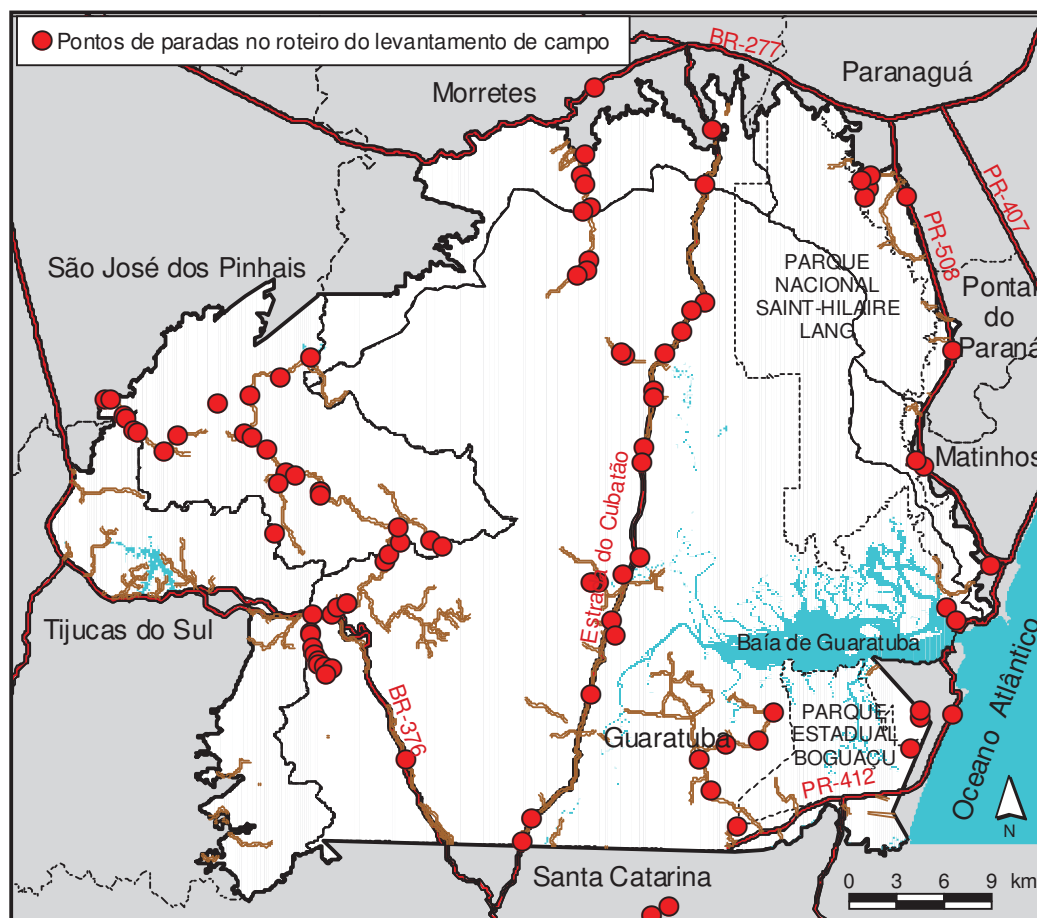 Pontos de paradas no roteiro do levantamento de campo
BR-277
Paranaguá
Morretes
PR-407
PR-508
São José dos Pinhais
PARQUE
NACIONAL
SAINT-HILAIRE
LANG
Pontal
do
Paraná
Matinhos
Estrada do Cubatão
Tijucas do Sul
Baía de Guaratuba
Oceano Atlântico
BR-376
Guaratuba
PARQUE
ESTADUAL
BOGUAÇU
PR-412
N
Santa Catarina
0 3 6 9 km